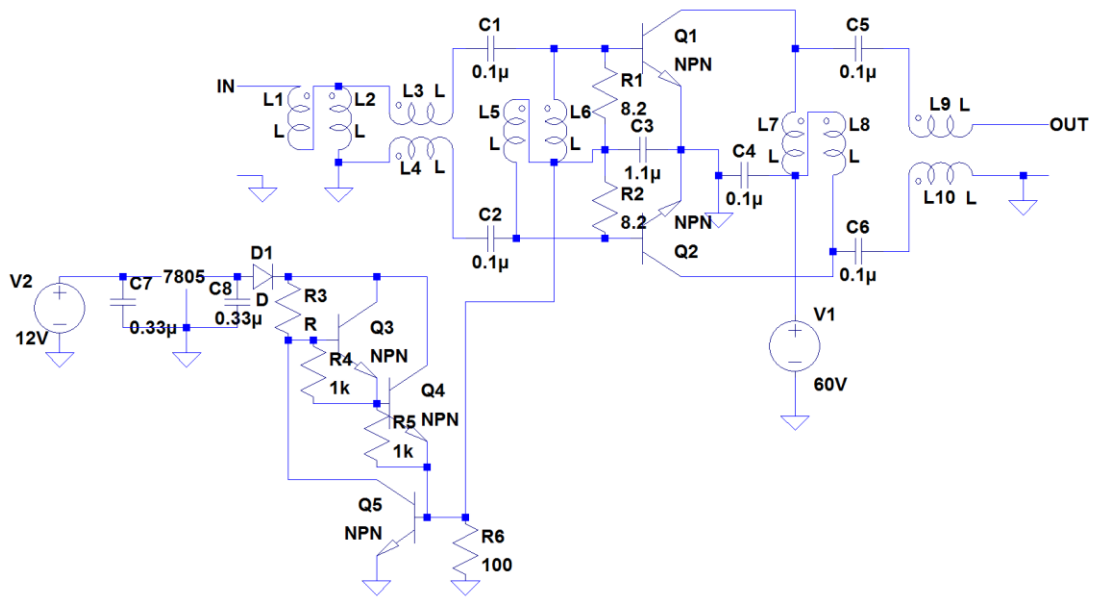 C1
0.1µ
Q1
NPN
C5
0.1µ
IN
L1
L
L2
L
L3 L
L4 L
R1
8.2
L5
L
L6
L
C3
1.1µ
L7
L
L8
L
L9 L
OUT
C4
0.1µ
R2
8.2
NPN
Q2
L10 L
C2
0.1µ
C6
0.1µ
V2
12V
C7
0.33µ
7805
C8
0.33µ
D1
D
R3
R
Q3
NPN
R4
1k
Q4
NPN
R5
1k
V1
60V
Q5
NPN
R6
100